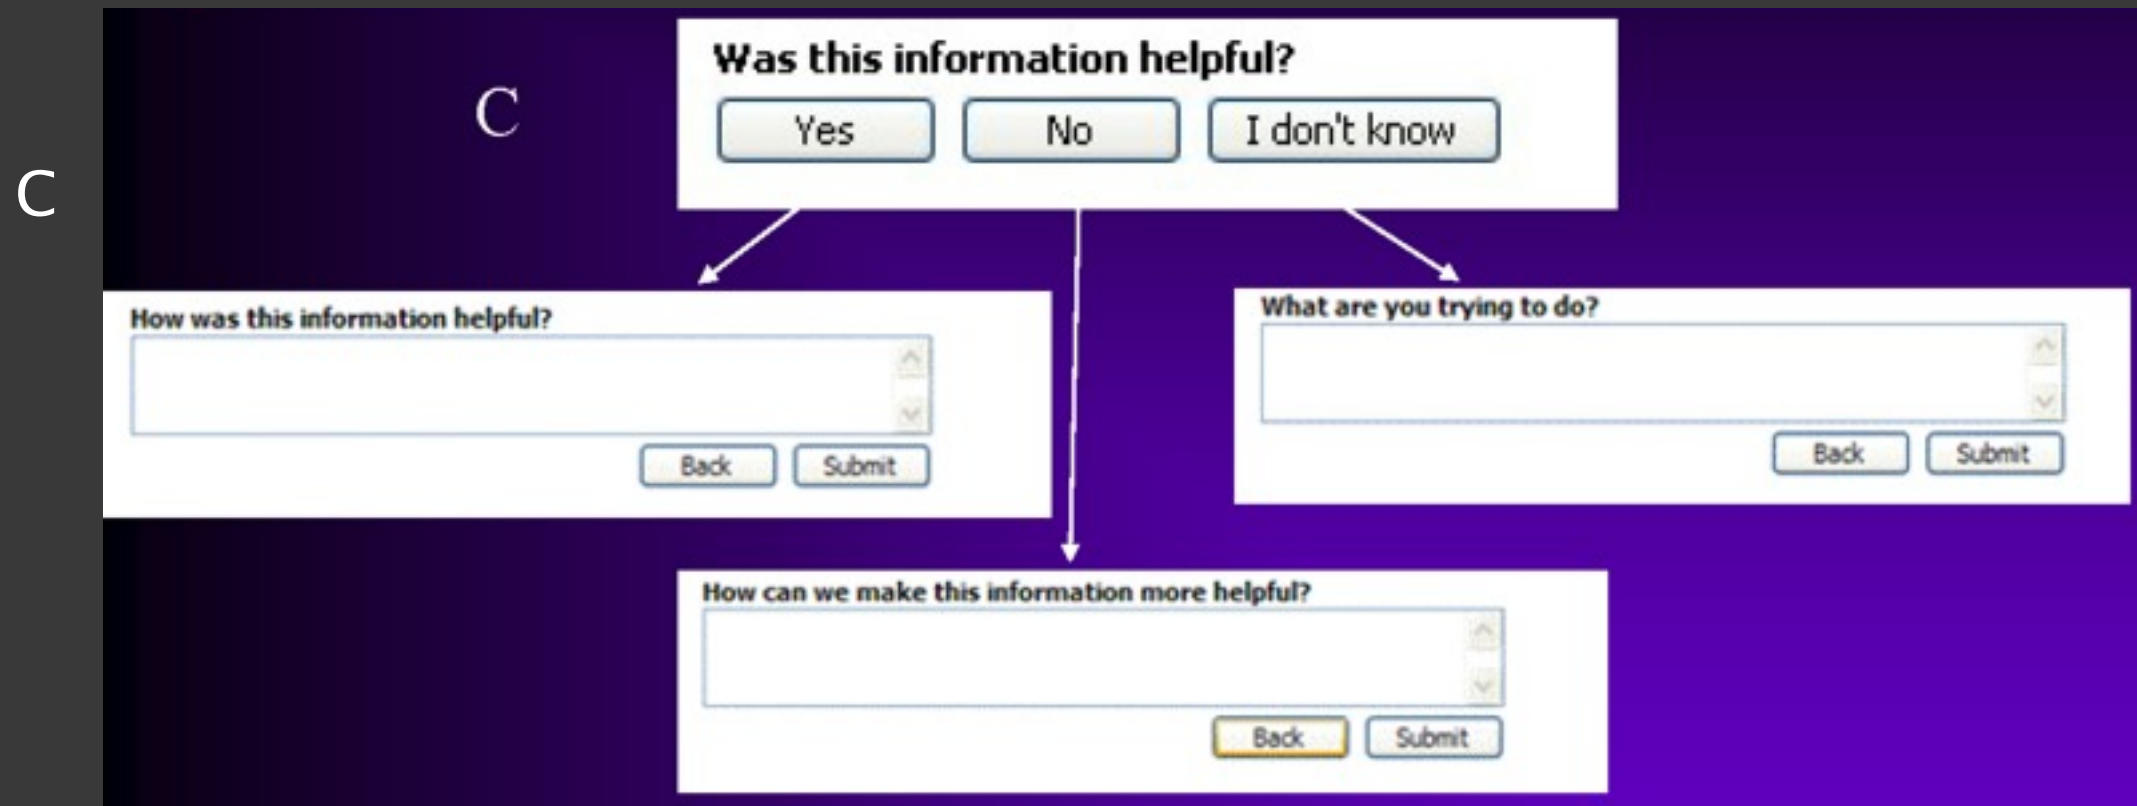 C
C
Was this information helpful?
Yes No I don't know
How was this information helpful?
Back Submit
What are you trying to do?
Back Submit
How can we make this information more helpful?
Back Submit